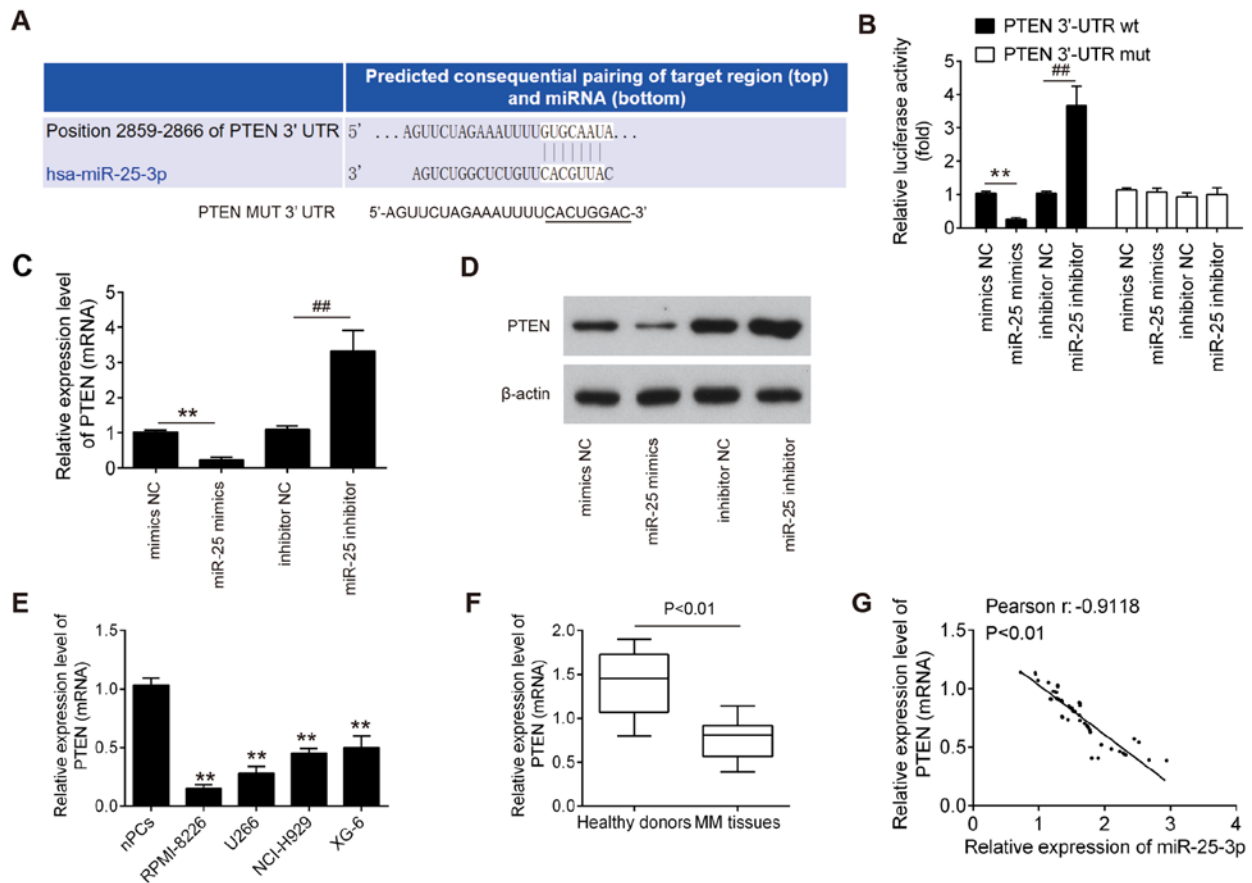 A
Predicted consequential pairing of target region (top)
and miRNA (bottom)
Position 2859-2866 of PTEN 3' UTR 5' ...AGUUCUAGAAAUUUUGUGCAAUA...
hsa-miR-25-3p 3' AGUCUGGCUCUGUUCACGUUAC
PTEN MUT 3' UTR 5'-AGUUCUAGAAAUUUUCACUGGAC-3'
B
PTEN 3'-UTR wt
PTEN 3'-UTR mut
Relative luciferase activity
(fold)
5
4
3
2
1
0
**
##
mimics NC
miR-25 mimics
inhibitor NC
miR-25 inhibitor
mimics NC
miR-25 mimics
inhibitor NC
miR-25 inhibitor
C
Relative expression level
of PTEN (mRNA)
5
4
3
2
1
0
**
##
mimics NC
miR-25 mimics
inhibitor NC
miR-25 inhibitor
D
PTEN
β-actin
mimics NC
miR-25 mimics
inhibitor NC
miR-25 inhibitor
E
Relative expression level of
PTEN (mRNA)
1.5
1.0
0.5
0.0
**
**
**
**
nPCs
RPMI-8226
U266
NCI-H929
XG-6
F
Relative expression level of
PTEN (mRNA)
2.0
1.5
1.0
0.5
0.0
P<0.01
Healthy donors MM tissues
G
Pearson r: -0.9118
P<0.01
Relative expression level of
PTEN (mRNA)
1.5
1.0
0.5
0.0
0 1 2 3 4
Relative expression of miR-25-3p